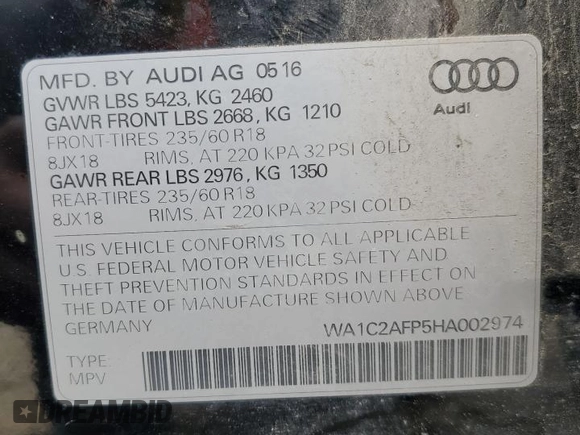 MFD. BY AUDI AG 05 16
GVWR LBS 5423, KG 2460
GAWR FRONT LBS 2668, KG 1210
FRONT-TIRES 235/60 R18
8JX18 RIMS, AT 220 KPA 32 PSI COLD
GAWR REAR LBS 2976, KG 1350
REAR-TIRES 235/60 R18
8JX18 RIMS, AT 220 KPA 32 PSI COLD
Audi
THIS VEHICLE CONFORMS TO ALL APPLICABLE
U.S. FEDERAL MOTOR VEHICLE SAFETY AND
THEFT PREVENTION STANDARDS IN EFFECT ON
THE DATE OF MANUFACTURE SHOWN ABOVE
GERMANY WA1C2AFP5HA002974
TYPE:
MPV
DREAMBID